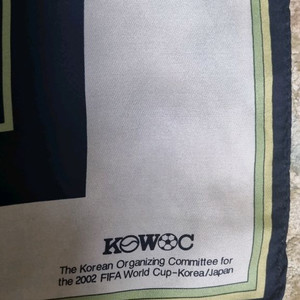 KOWOC
The Korean Organizing Committee for
the 2002 FIFA World Cup-Korea/Japan